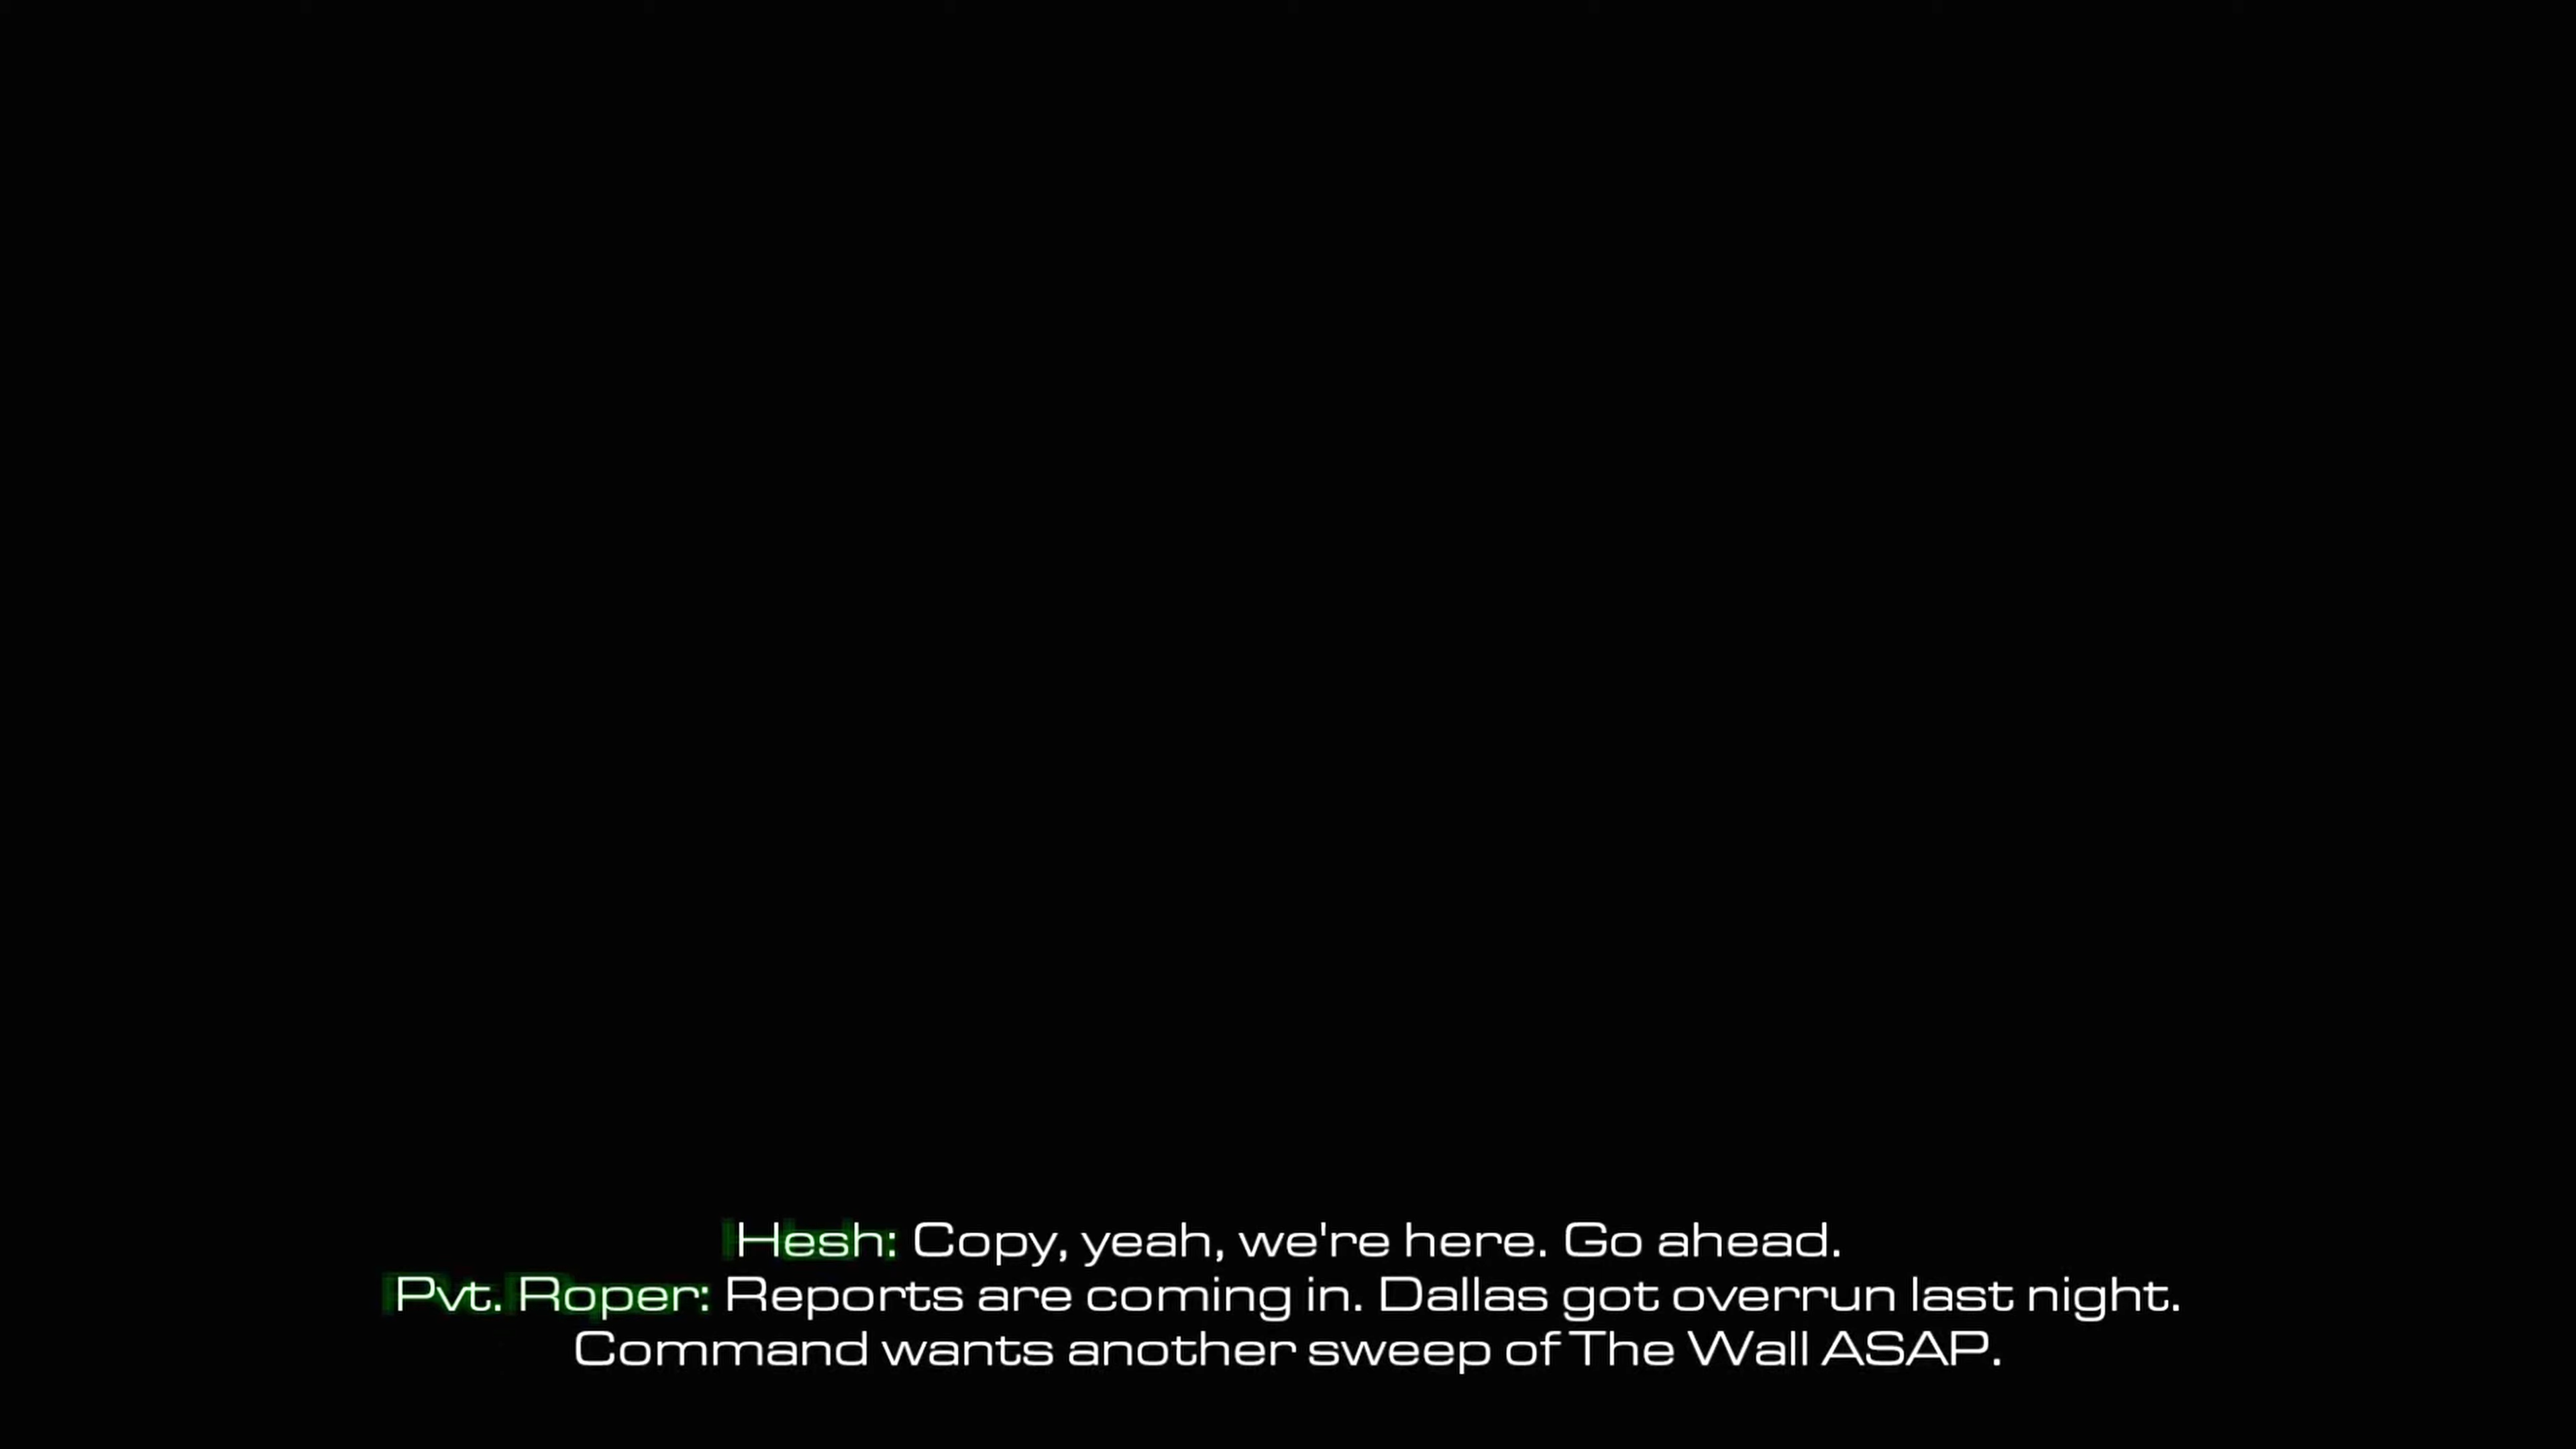 Hesh: Copy, yeah, we're here. Go ahead.
Pvt. Roper: Reports are coming in. Dallas got overrun last night.
Command wants another sweep of The Wall ASAP.